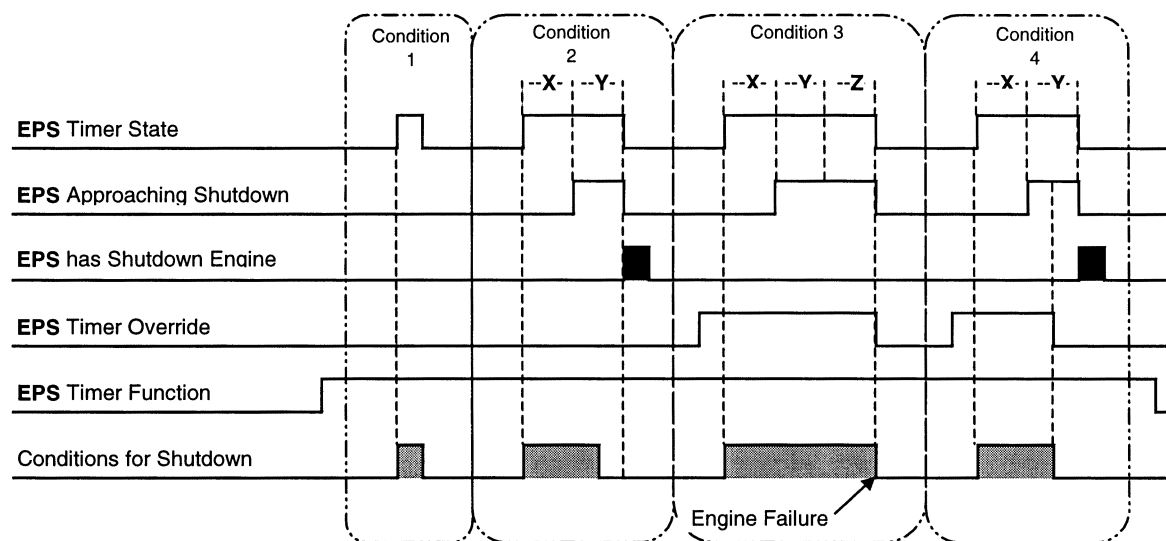 Condition
1
Condition
2
Condition 3
Condition
4
--X- --Y--
--X- --Y-- --Z--
--X- --Y--
EPS Timer State
EPS Approaching Shutdown
EPS has Shutdown Engine
EPS Timer Override
EPS Timer Function
Conditions for Shutdown
Engine Failure